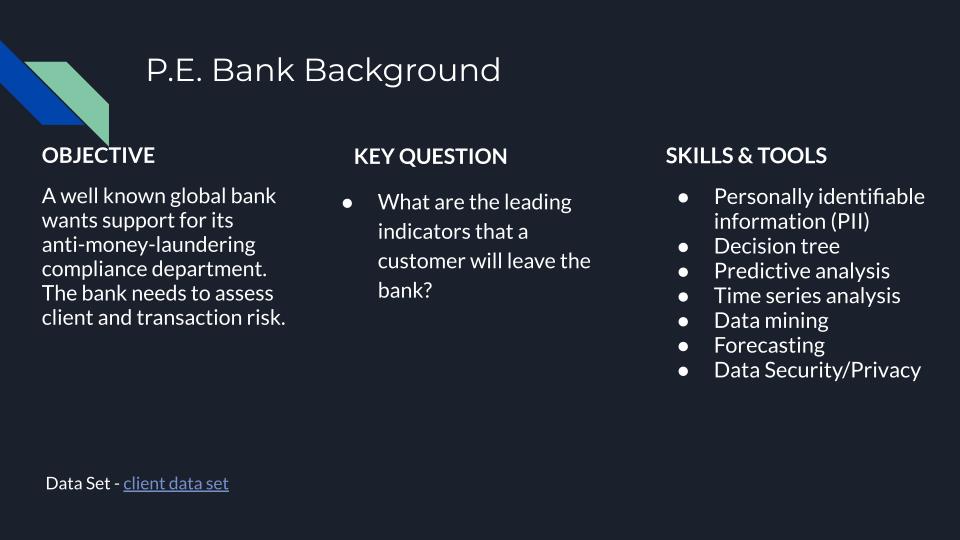 P.E. Bank Background
OBJECTIVE
A well known global bank
wants support for its
anti-money-laundering
compliance department.
The bank needs to assess
client and transaction risk.
KEY QUESTION
● What are the leading
indicators that a
customer will leave the
bank?
SKILLS & TOOLS
● Personally identifiable
information (PII)
● Decision tree
● Predictive analysis
● Time series analysis
● Data mining
● Forecasting
● Data Security/Privacy
Data Set - client data set